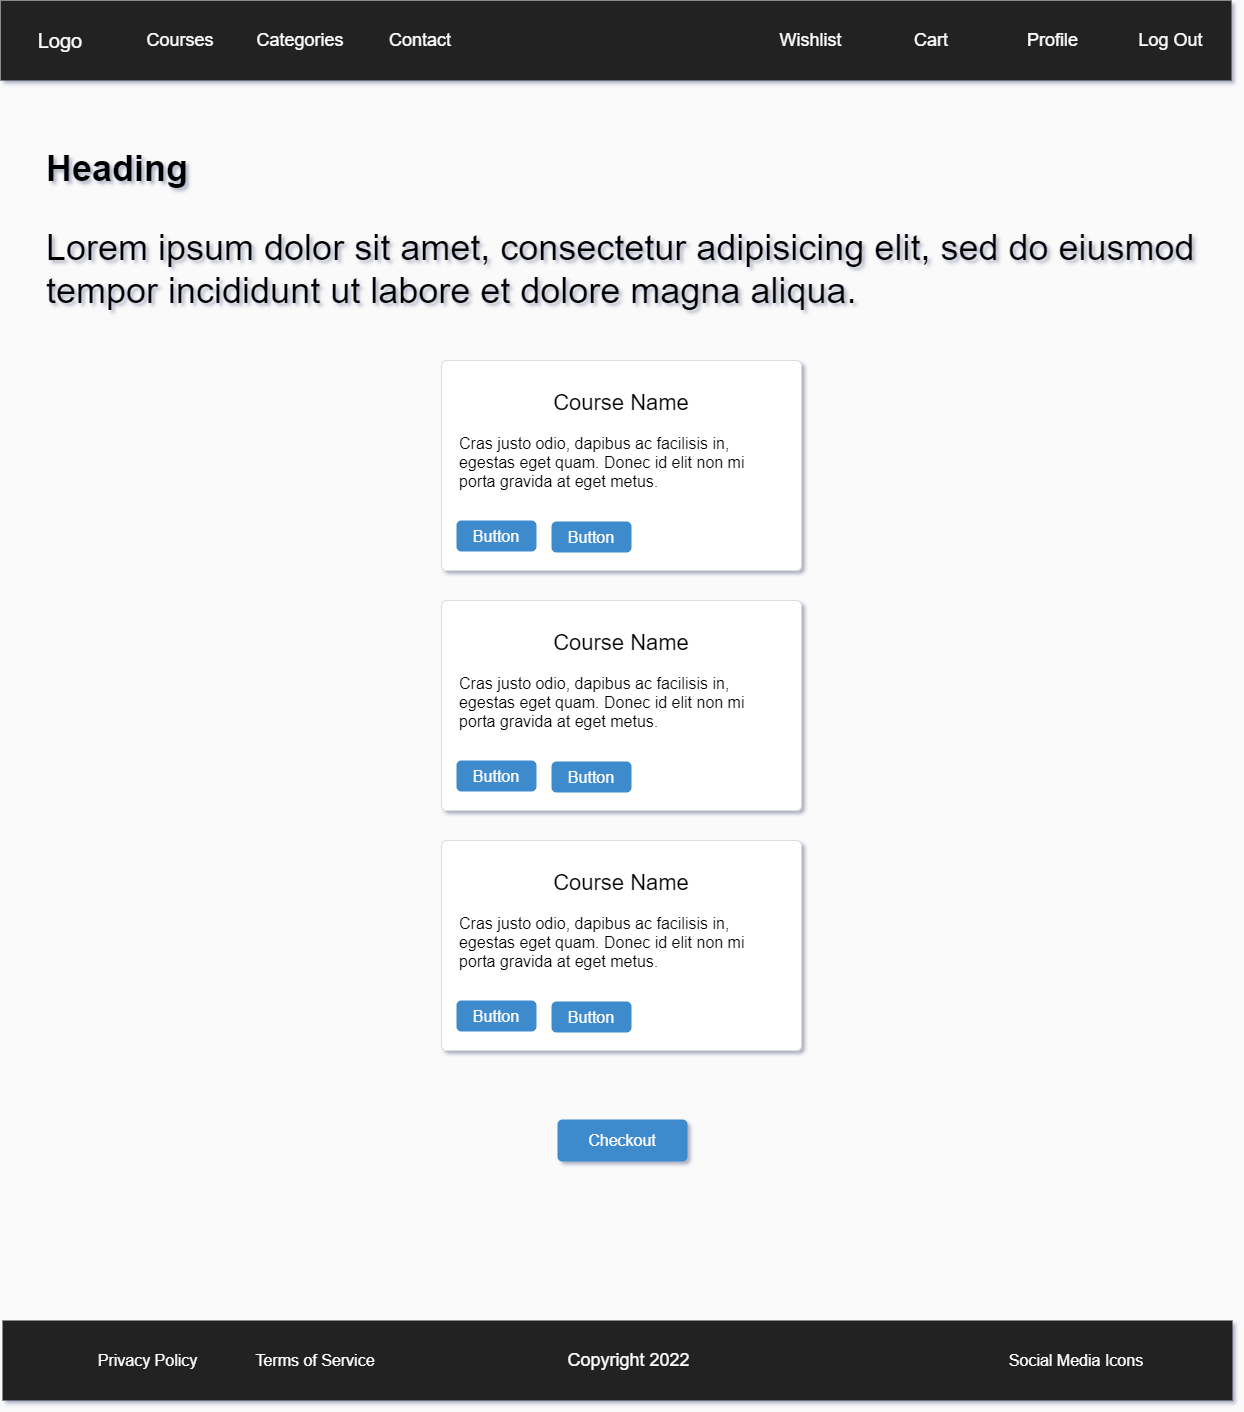 Logo Courses Categories Contact Wishlist Cart Profile Log Out
Heading
Lorem ipsum dolor sit amet, consectetur adipisicing elit, sed do eiusmod
tempor incididunt ut labore et dolore magna aliqua.
Course Name
Cras justo odio, dapibus ac facilisis in,
egestas eget quam. Donec id elit non mi
porta gravida at eget metus.
Button Button
Course Name
Cras justo odio, dapibus ac facilisis in,
egestas eget quam. Donec id elit non mi
porta gravida at eget metus.
Button Button
Course Name
Cras justo odio, dapibus ac facilisis in,
egestas eget quam. Donec id elit non mi
porta gravida at eget metus.
Button Button
Checkout
Privacy Policy Terms of Service Copyright 2022 Social Media Icons